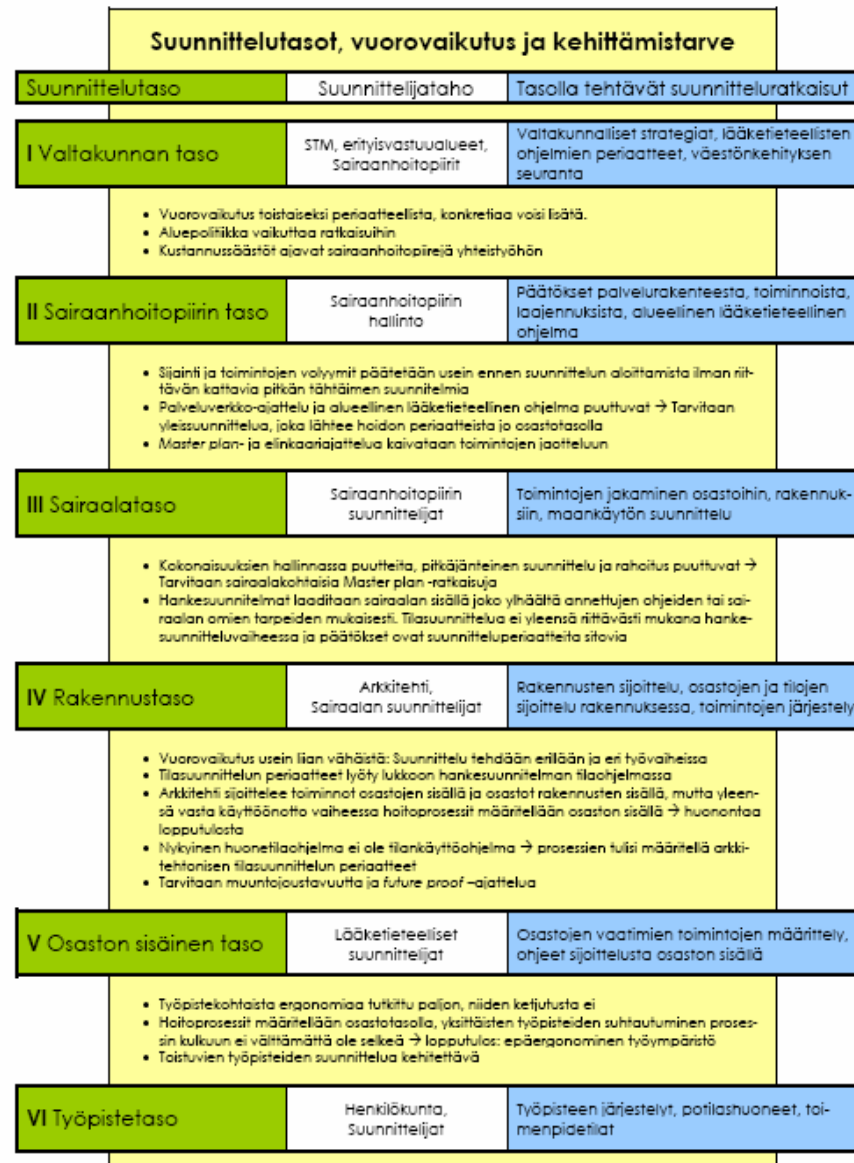 Suunnittelutasot, vuorovaikutus ja kehittämistarve
Suunnittelutaso
Suunnittelijataho
Tasolla tehtävät suunnitteluratkaisut
I Valtakunnan taso
STM, erityisvastuualueet,
Sairaanhoitopiirit
Valtakunnalliset strategiat, lääketieteellisten
ohjelmien periaatteet, väestönkehityksen
seuranta
• Vuorovaikutus toistaiseksi periaatteellista, konkretiaa voisi lisätä.
• Aluepolitiikka vaikuttaa ratkaisuihin
• Kustannussäästöt ajavat sairaanhoitopiirejä yhteistyöhön
II Sairaanhoitopiirin taso
Sairaanhoitopiirin
hallinto
Päätökset palvelurakenteesta, toiminnoista,
laajennuksista, alueellinen lääketieteellinen
ohjelma
• Sijainti ja toimintojen volyymit päätetään usein ennen suunnittelun aloittamista ilman riit-
tävän kattavia pitkän tähtäimen suunnitelmia
• Palveluverkko-ajattelu ja alueellinen lääketieteellinen ohjelma puuttuvat → Tarvitaan
yleissuunnittelua, joka lähtee hoidon periaatteista jo osastotasolla
• Master plan- ja elinkaariajattelua kaivataan toimintojen jaotteluun
III Sairaalataso
Sairaanhoitopiirin
suunnittelijat
Toimintojen jakaminen osastoihin, rakennuk-
siin, maankäytön suunnittelu
• Kokonaisuuksien hallinnassa puutteita, pitkäjänteinen suunnittelu ja rahoitus puuttuvat →
Tarvitaan sairaalakohtaisia Master plan -ratkaisuja
• Hankesuunnitelmat laaditaan sairaalan sisällä joko ylhäältä annettujen ohjeiden tai sai-
raalan omien tarpeiden mukaisesti. Tilasuunnittelua ei yleensä riittävästi mukana hanke-
suunnitteluvaiheessa ja päätökset ovat suunnitteluperiaatteita sitovia
IV Rakennustaso
Arkkitehti,
Sairaalan suunnittelijat
Rakennusten sijoittelu, osastojen ja tilojen
sijoittelu rakennuksessa, toimintojen järjestely
• Vuorovaikutus usein liian vähäistä: Suunnittelu tehdään erillään ja eri työvaiheissa
• Tilasuunnittelun periaatteet lyöty lukkoon hankesuunnitelman tilaohjelmassa
• Arkkitehti sijoittelee toiminnot osastojen sisällä ja osastot rakennusten sisällä, mutta yleen-
sä vasta käyttöönotto vaiheessa hoitoprosessit määritellään osaston sisällä → huonontaa
lopputulosta
• Nykyinen huonetilaohjelma ei ole tilankäyttöohjelma → prosessien tulisi määritellä arkki-
tehtonisen tilasuunnittelun periaatteet
• Tarvitaan muuntojoustavuutta ja future proof –ajattelua
V Osaston sisäinen taso
Lääketieteelliset
suunnittelijat
Osastojen vaatimien toimintojen määrittely,
ohjeet sijoittelusta osaston sisällä
• Työpistekohtaista ergonomiaa tutkittu paljon, niiden ketjutusta ei
• Hoitoprosessit määritellään osastotasolla, yksittäisten työpisteiden suhtautuminen proses-
sin kulkuun ei välttämättä ole selkeä → lopputulos: epäergonominen työympäristö
• Toistuvien työpisteiden suunnittelua kehitettävä
VI Työpistetaso
Henkilökunta,
Suunnittelijat
Työpisteen järjestelyt, potilashuoneet, toi-
menpidetilat